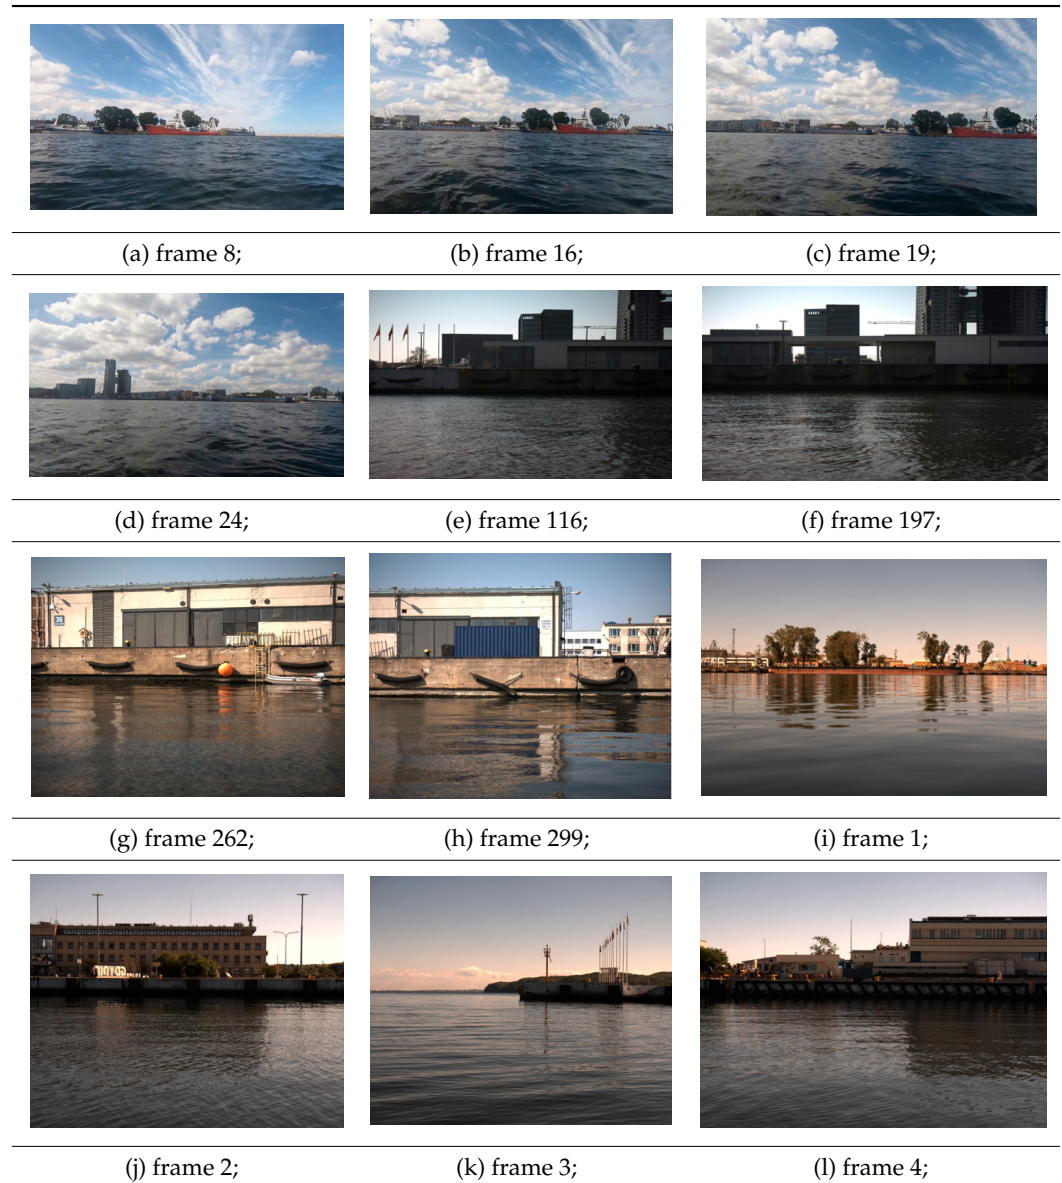 (a) frame 8;
(b) frame 16;
(c) frame 19;
(d) frame 24;
(e) frame 116;
(f) frame 197;
(g) frame 262;
(h) frame 299;
(i) frame 1;
(j) frame 2;
(k) frame 3;
(l) frame 4;